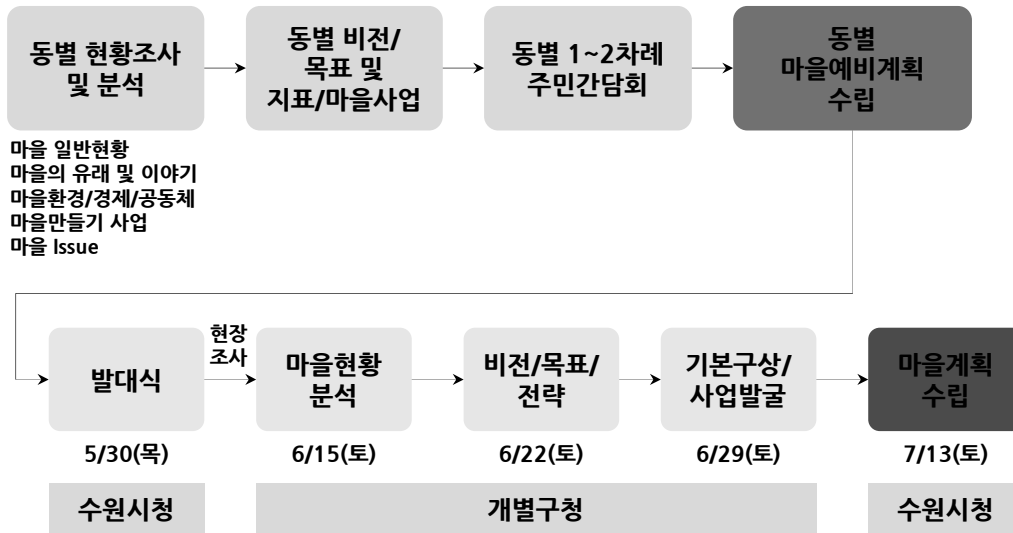 동별 현황조사
및 분석
동별 비전/
목표 및
지표/마을사업
동별 1~2차례
주민간담회
동별
마을예비계획
수립
마을 일반현황
마을의 유래 및 이야기
마을환경/경제/공동체
마을만들기 사업
마을 Issue
발대식
현장
조사
마을현황
분석
비전/목표/
전략
기본구상/
사업발굴
마을계획
수립
5/30(목)
6/15(토)
6/22(토)
6/29(토)
7/13(토)
수원시청
개별구청
수원시청